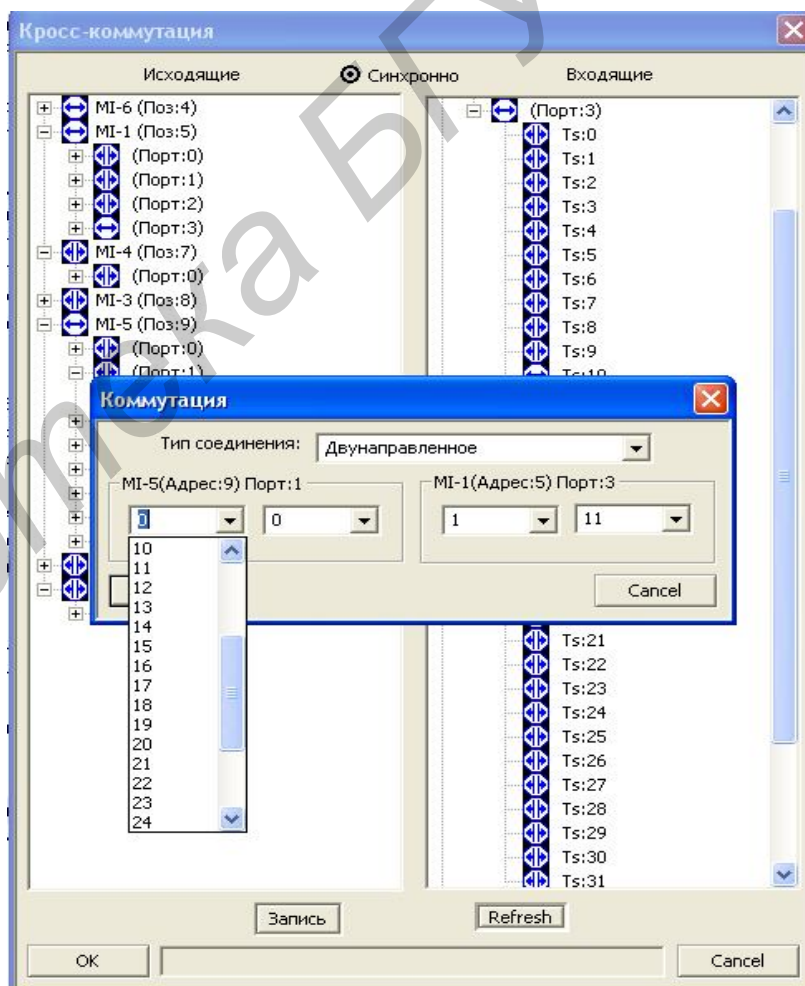 Кросс-коммутация
Исходящие
Синхронно
Входящие
MI-6 (Поз:4)
MI-1 (Поз:5)
(Порт:0)
(Порт:1)
(Порт:2)
(Порт:3)
MI-4 (Поз:7)
(Порт:0)
MI-3 (Поз:8)
MI-5 (Поз:9)
(Порт:0)
(Порт:1)
(Порт:3)
Ts:0
Ts:1
Ts:2
Ts:3
Ts:4
Ts:5
Ts:6
Ts:7
Ts:8
Ts:9
Ts:10
Коммутация
Тип соединения:
Двунаправленное
MI-5(Адрес:9) Порт:1
MI-1(Адрес:5) Порт:3
0
0
1
11
10
11
12
13
14
15
16
17
18
19
20
21
22
23
24
Cancel
Ts:21
Ts:22
Ts:23
Ts:24
Ts:25
Ts:26
Ts:27
Ts:28
Ts:29
Ts:30
Ts:31
Запись
Refresh
OK
Cancel